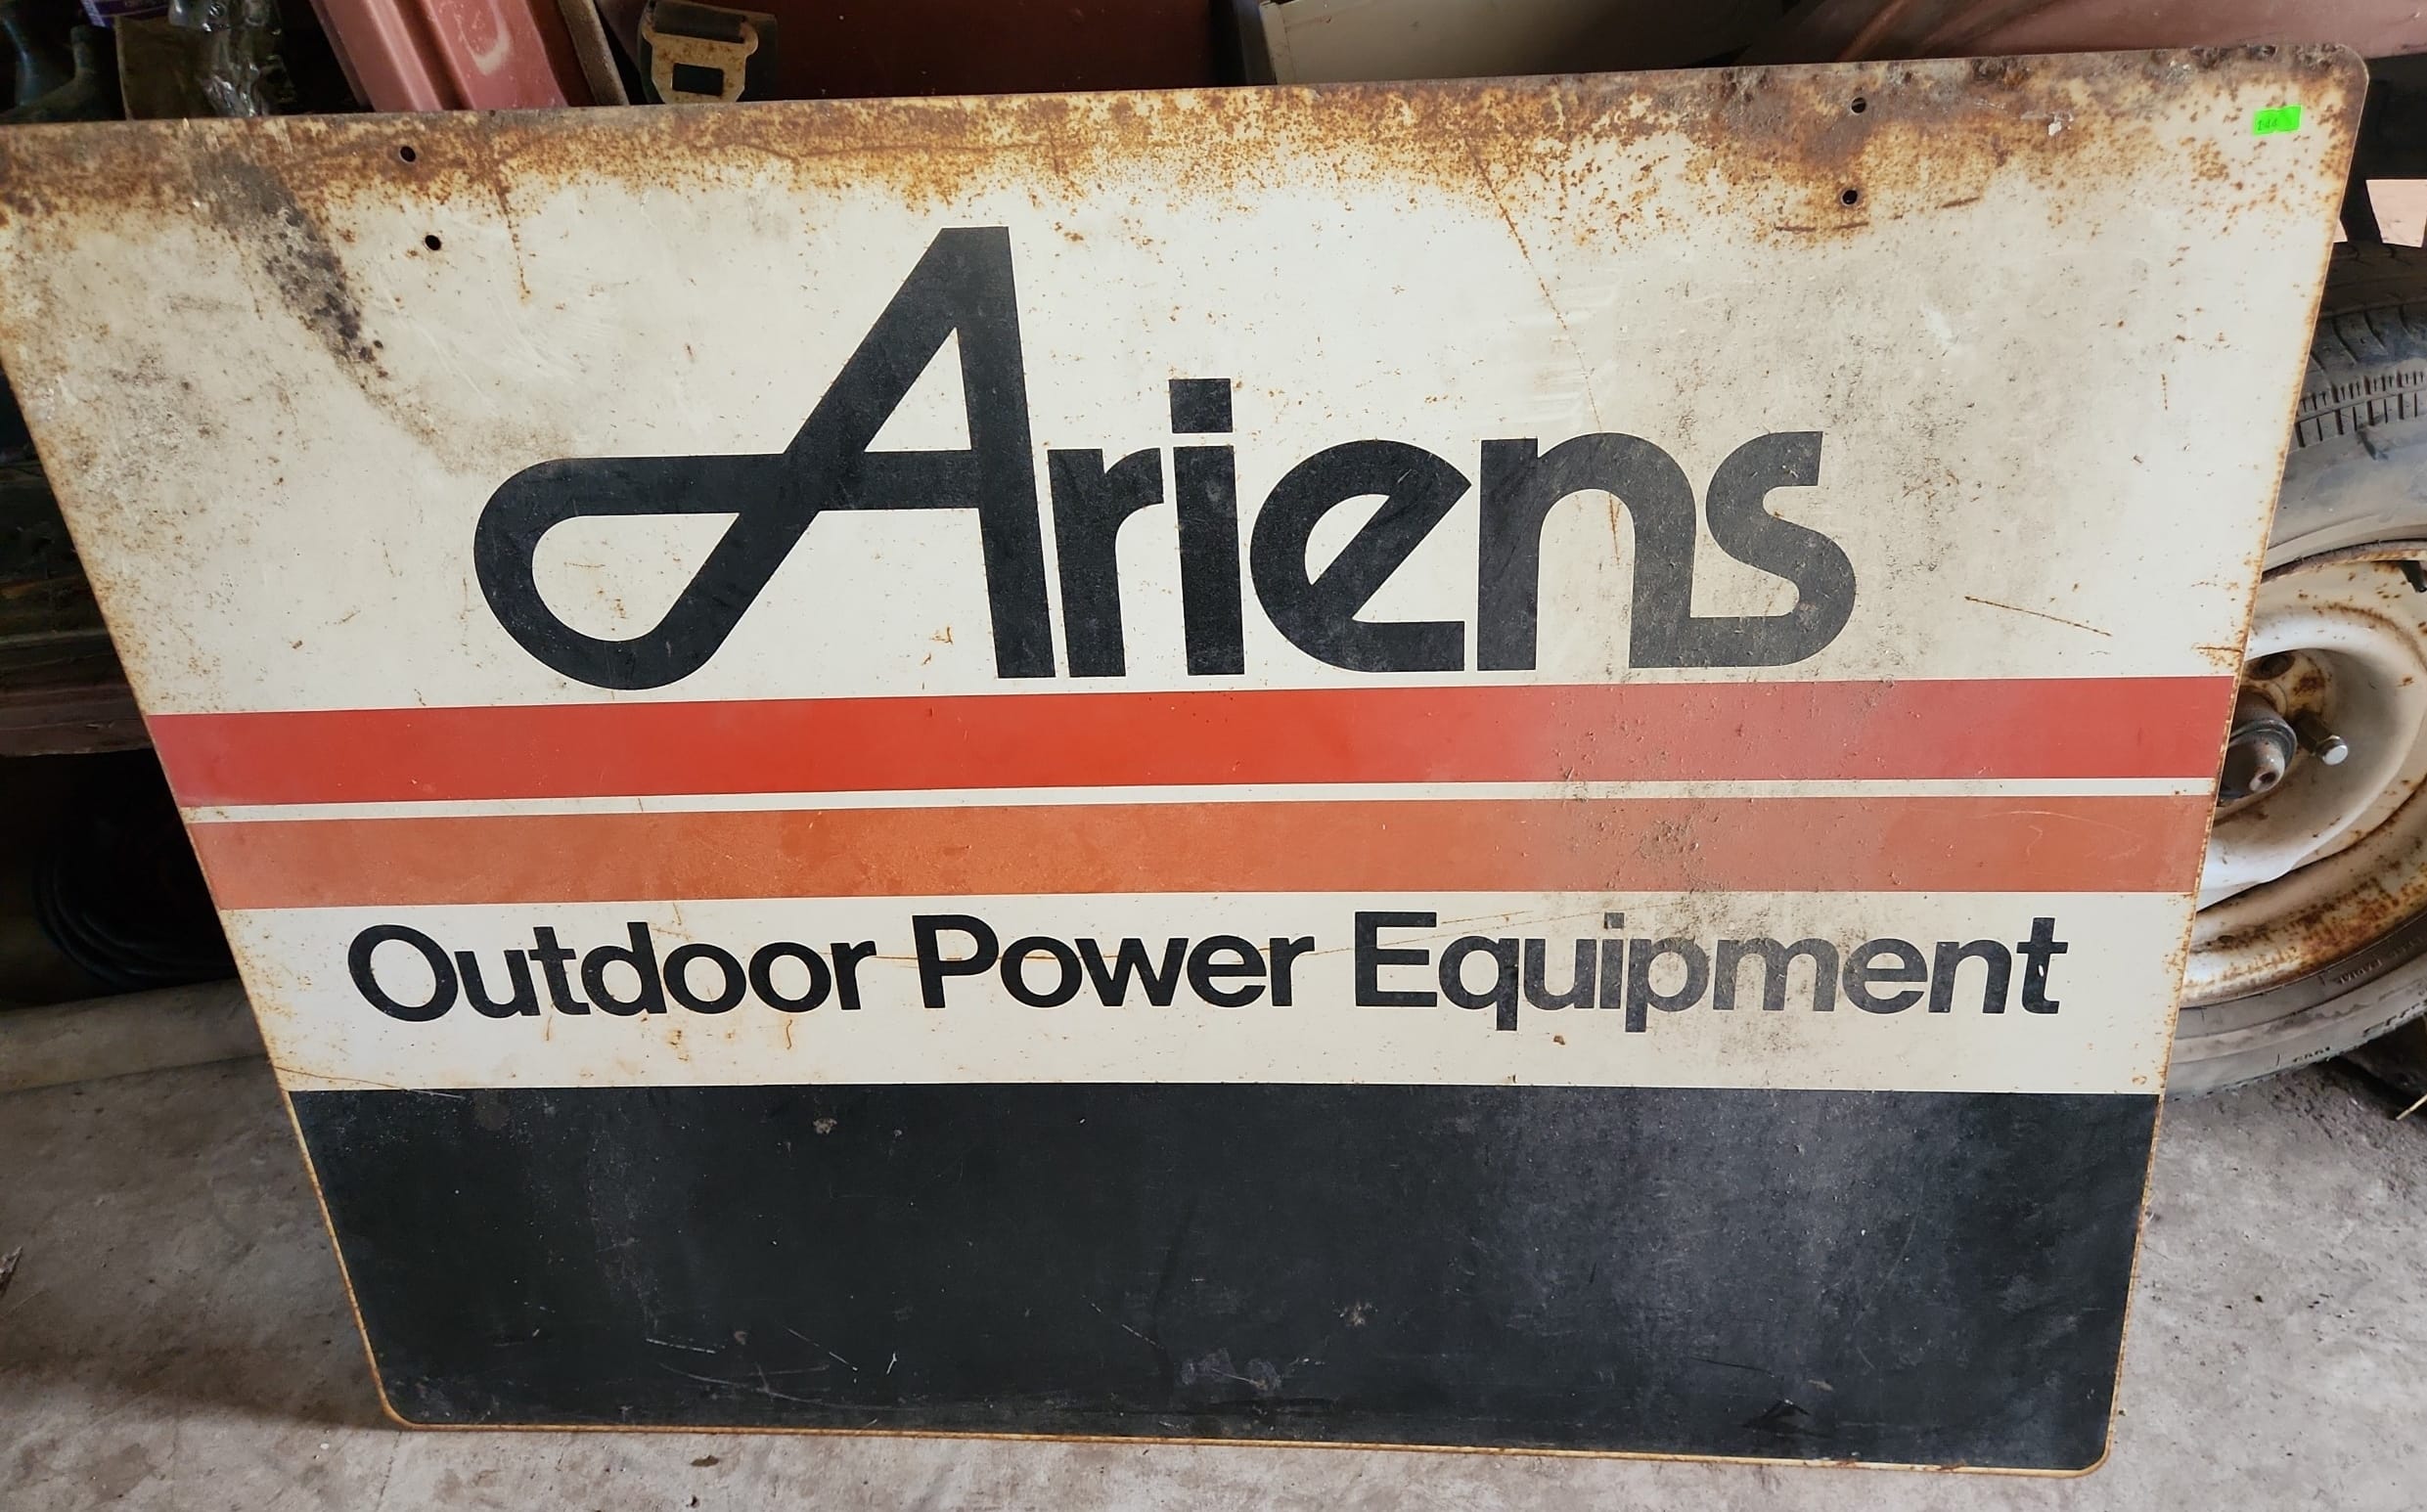 Ariens
Outdoor Power Equipment